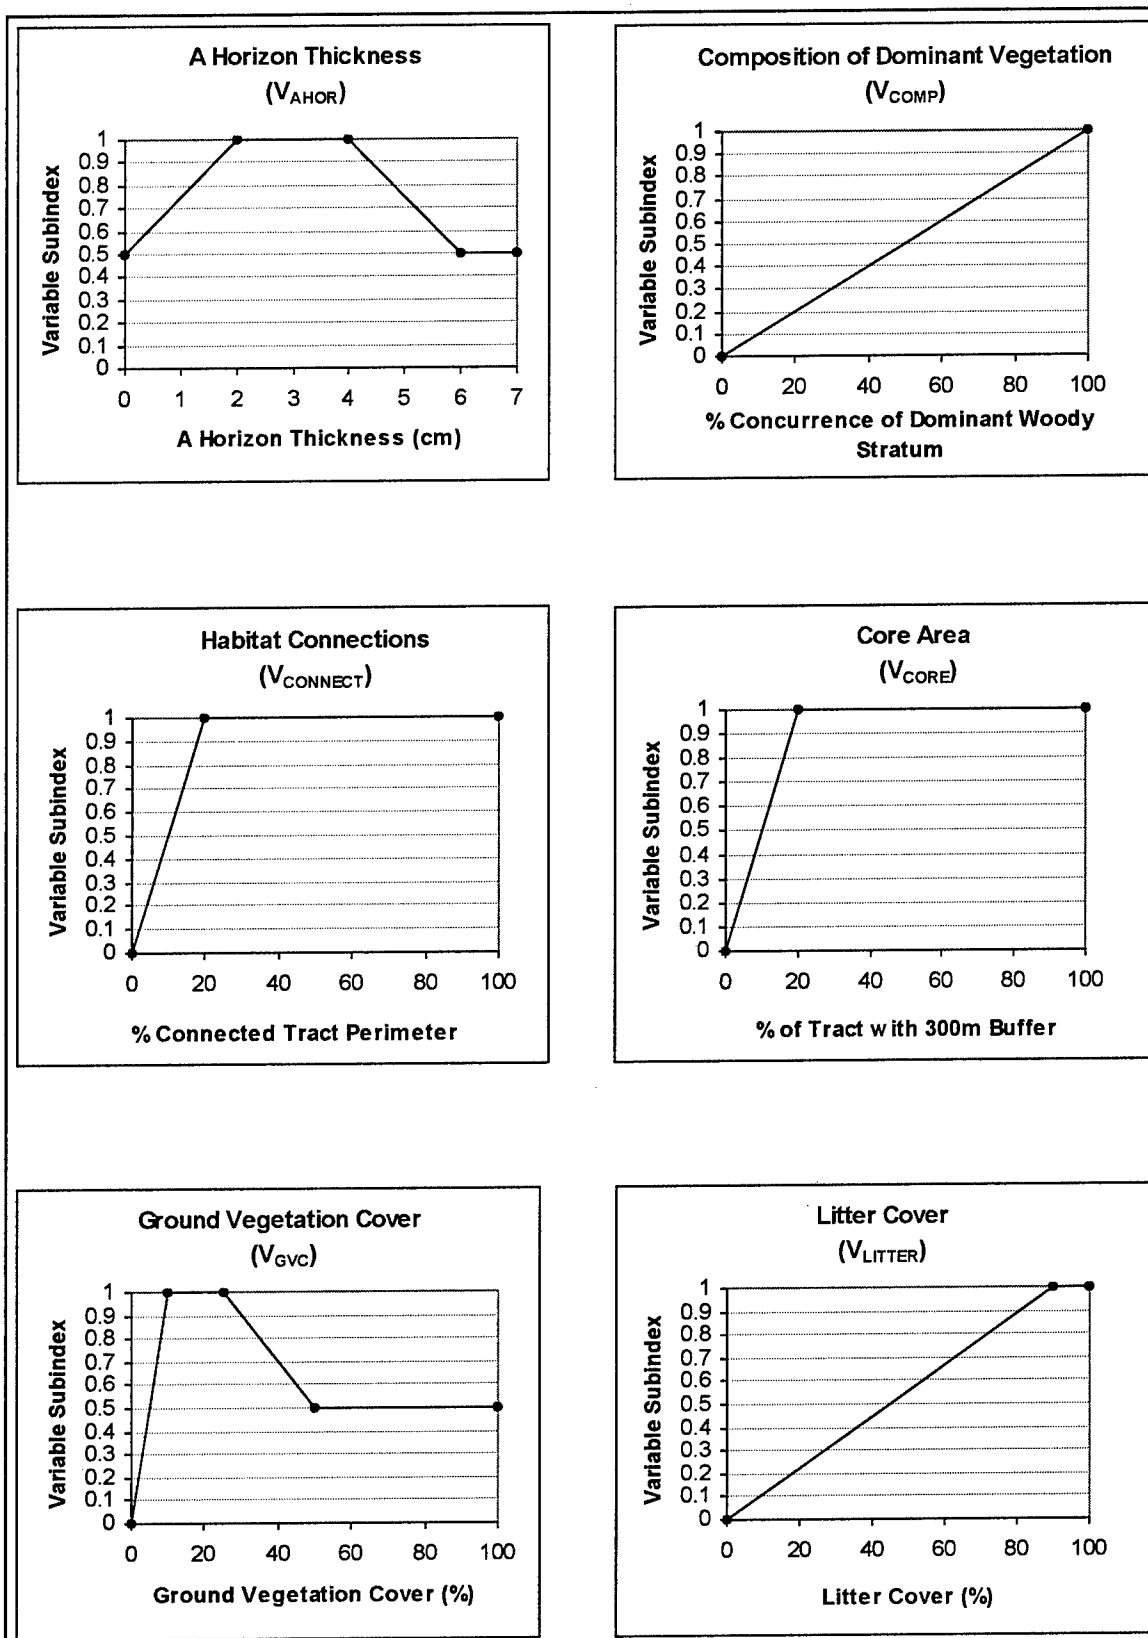 A Horizon Thickness
(VAHOR)
Variable Subindex
1
0.9
0.8
0.7
0.6
0.5
0.4
0.3
0.2
0.1
0
0 1 2 3 4 5 6 7
A Horizon Thickness (cm)
Composition of Dominant Vegetation
(VCOMP)
Variable Subindex
1
0.9
0.8
0.7
0.6
0.5
0.4
0.3
0.2
0.1
0
0 20 40 60 80 100
% Concurrence of Dominant Woody
Stratum
Habitat Connections
(VCONNECT)
Variable Subindex
1
0.9
0.8
0.7
0.6
0.5
0.4
0.3
0.2
0.1
0
0 20 40 60 80 100
% Connected Tract Perimeter
Core Area
(VCORE)
Variable Subindex
1
0.9
0.8
0.7
0.6
0.5
0.4
0.3
0.2
0.1
0
0 20 40 60 80 100
% of Tract with 300m Buffer
Ground Vegetation Cover
(VGVC)
Variable Subindex
1
0.9
0.8
0.7
0.6
0.5
0.4
0.3
0.2
0.1
0
0 20 40 60 80 100
Ground Vegetation Cover (%)
Litter Cover
(VLITTER)
Variable Subindex
1
0.9
0.8
0.7
0.6
0.5
0.4
0.3
0.2
0.1
0
0 20 40 60 80 100
Litter Cover (%)